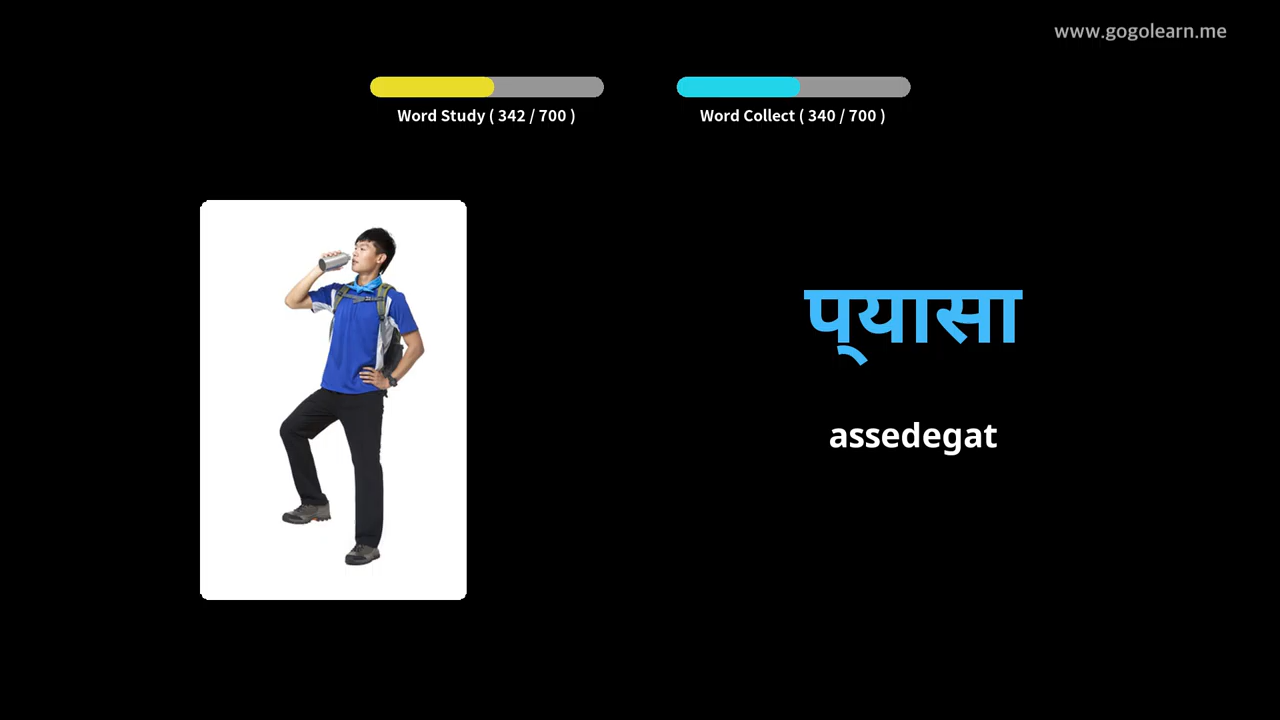 www.gogolearn.me
Word Study ( 342 / 700 )
Word Collect ( 340 / 700 )
प्यासा
assedegat